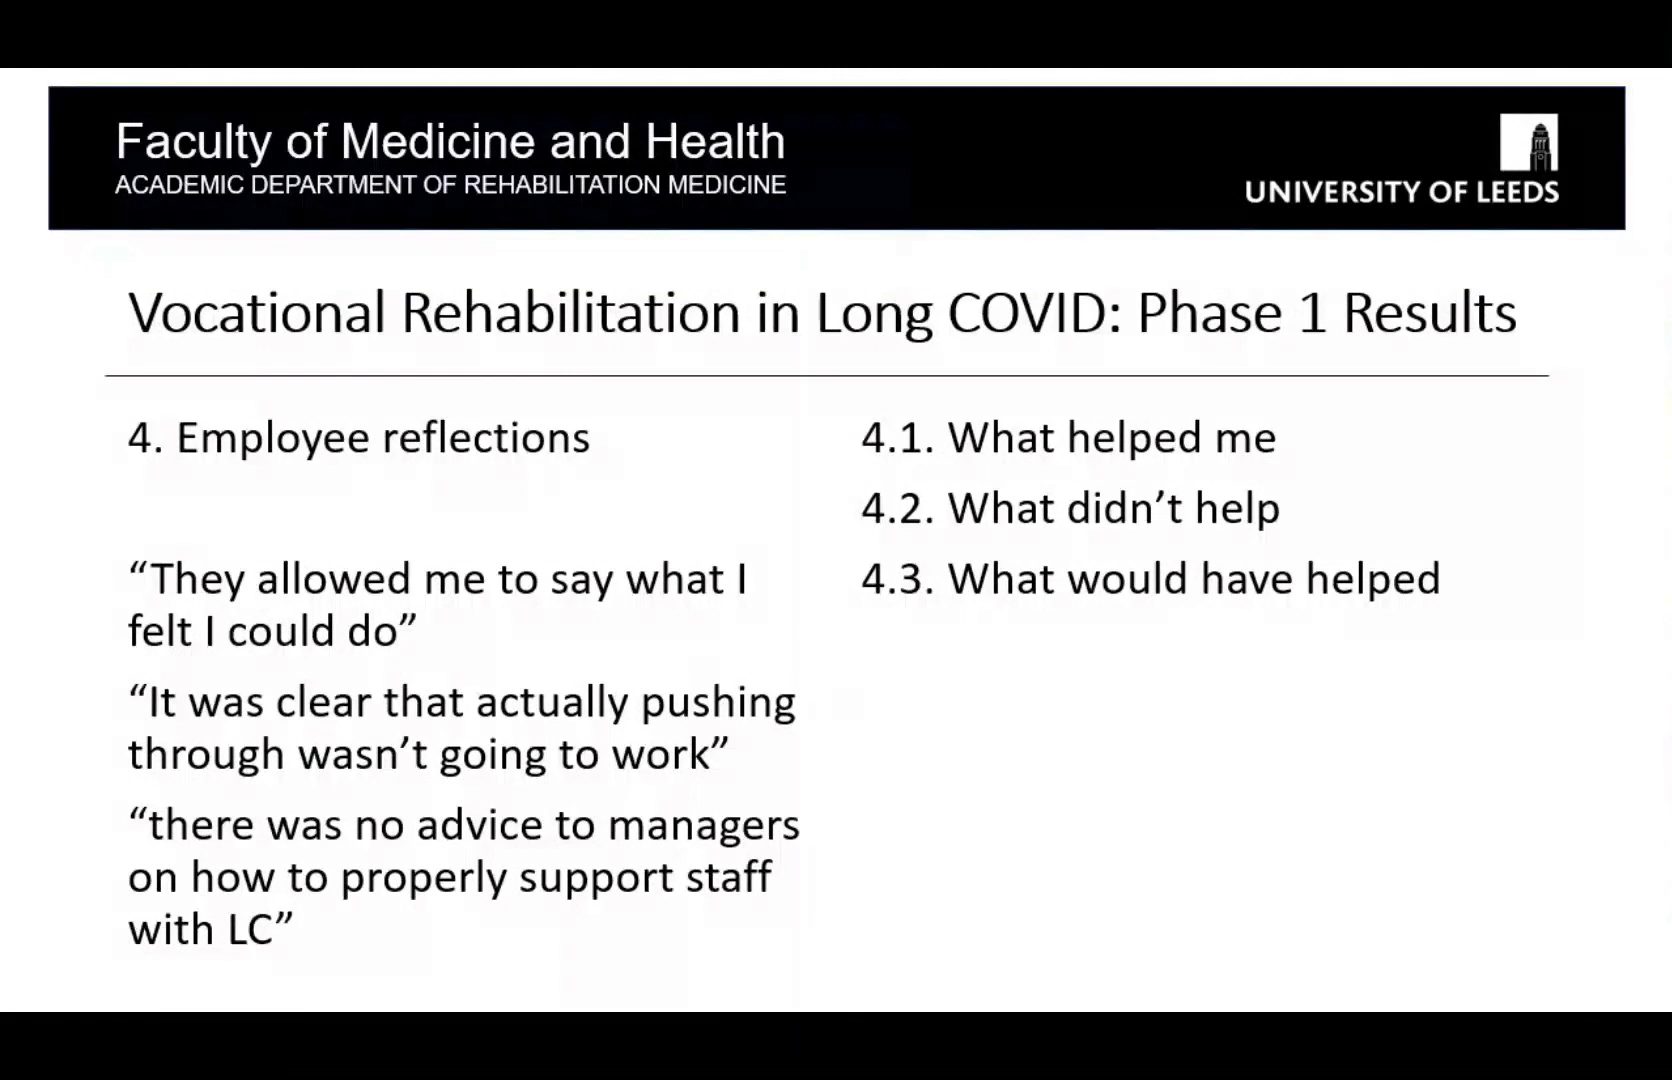 Faculty of Medicine and Health
ACADEMIC DEPARTMENT OF REHABILITATION MEDICINE
UNIVERSITY OF LEEDS
Vocational Rehabilitation in Long COVID: Phase 1 Results
4. Employee reflections
“They allowed me to say what I
felt I could do”
“It was clear that actually pushing
through wasn’t going to work”
“there was no advice to managers
on how to properly support staff
with LC”
4.1. What helped me
4.2. What didn’t help
4.3. What would have helped